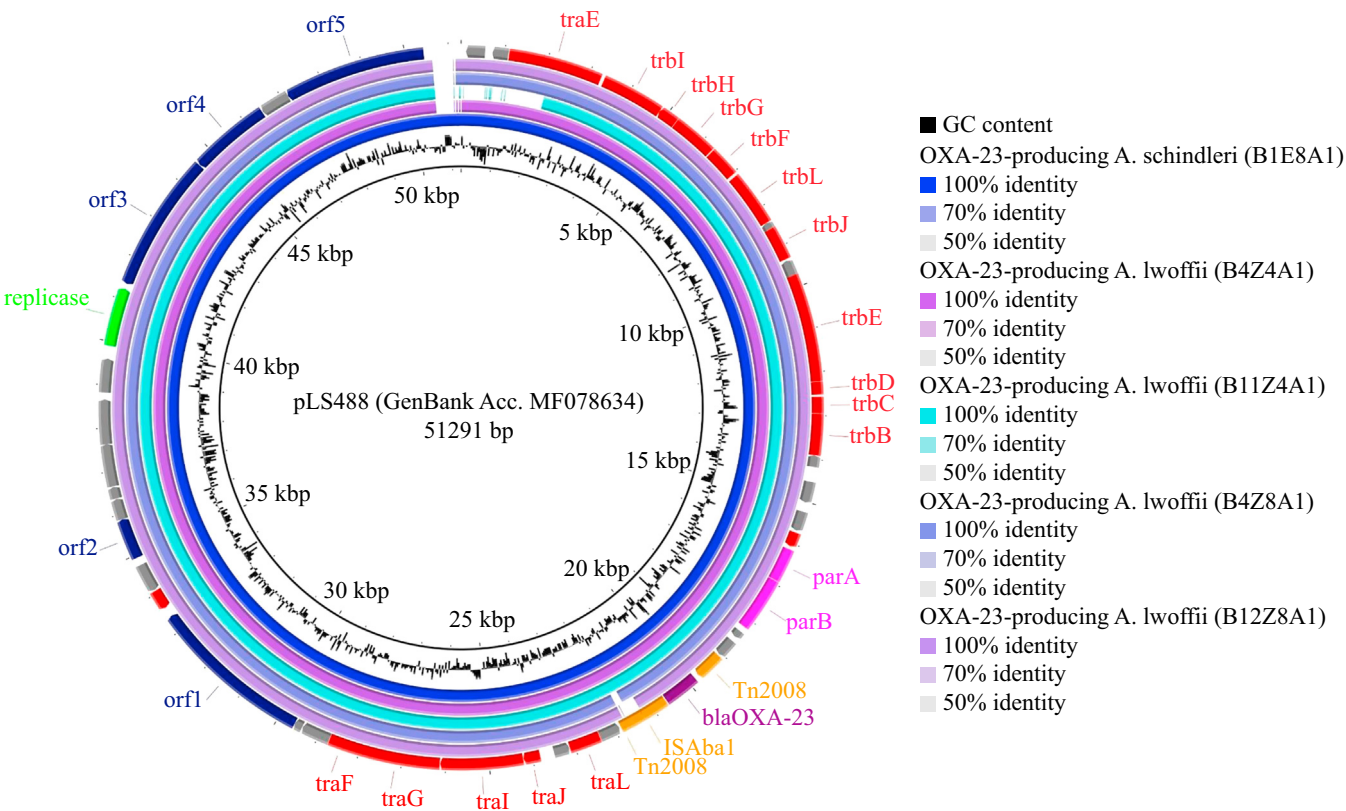 orf5
traE
trbI
trbH
trbG
trbF
trbL
trbJ
trbE
trbD
trbC
trbB
parA
parB
Tn2008
blaOXA-23
ISAba1
Tn2008
traL
traJ
traI
traG
traF
orf1
orf2
replicase
orf3
orf4
50 kbp
5 kbp
10 kbp
15 kbp
20 kbp
25 kbp
30 kbp
35 kbp
40 kbp
45 kbp
pLS488 (GenBank Acc. MF078634)
51291 bp
GC content
OXA-23-producing A. schindleri (B1E8A1)
100% identity
70% identity
50% identity
OXA-23-producing A. lwoffii (B4Z4A1)
100% identity
70% identity
50% identity
OXA-23-producing A. lwoffii (B11Z4A1)
100% identity
70% identity
50% identity
OXA-23-producing A. lwoffii (B4Z8A1)
100% identity
70% identity
50% identity
OXA-23-producing A. lwoffii (B12Z8A1)
100% identity
70% identity
50% identity